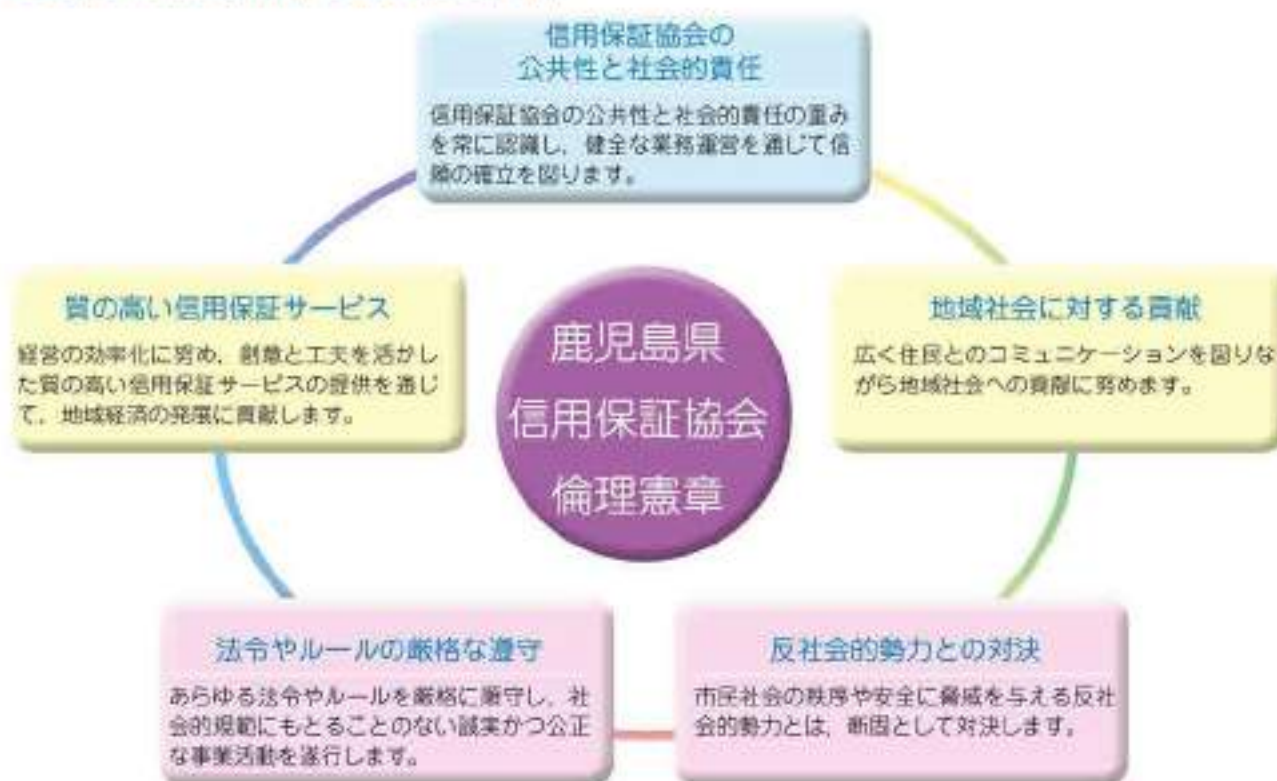 信用保証協会の
公共性と社会的責任
信用保証協会の公共性と社会的責任の重み
を常に認識し、健全な業務運営を通じて信
頼の確立を図ります。
質の高い信用保証サービス
経営の効率化に努め、創意と工夫を活かし
た質の高い信用保証サービスの提供を通じ
て、地域経済の発展に貢献します。
鹿児島県
信用保証協会
倫理憲章
地域社会に対する貢献
広く住民とのコミュニケーションを図りな
がら地域社会への貢献に努めます。
法令やルールの厳格な遵守
あらゆる法令やルールを厳格に厳守し、社
会的規範にもとることのない誠実かつ公正
な事業活動を遂行します。
反社会的勢力との対決
市民社会の秩序や安全に脅威を与える反社
会的勢力とは、断固として対決します。